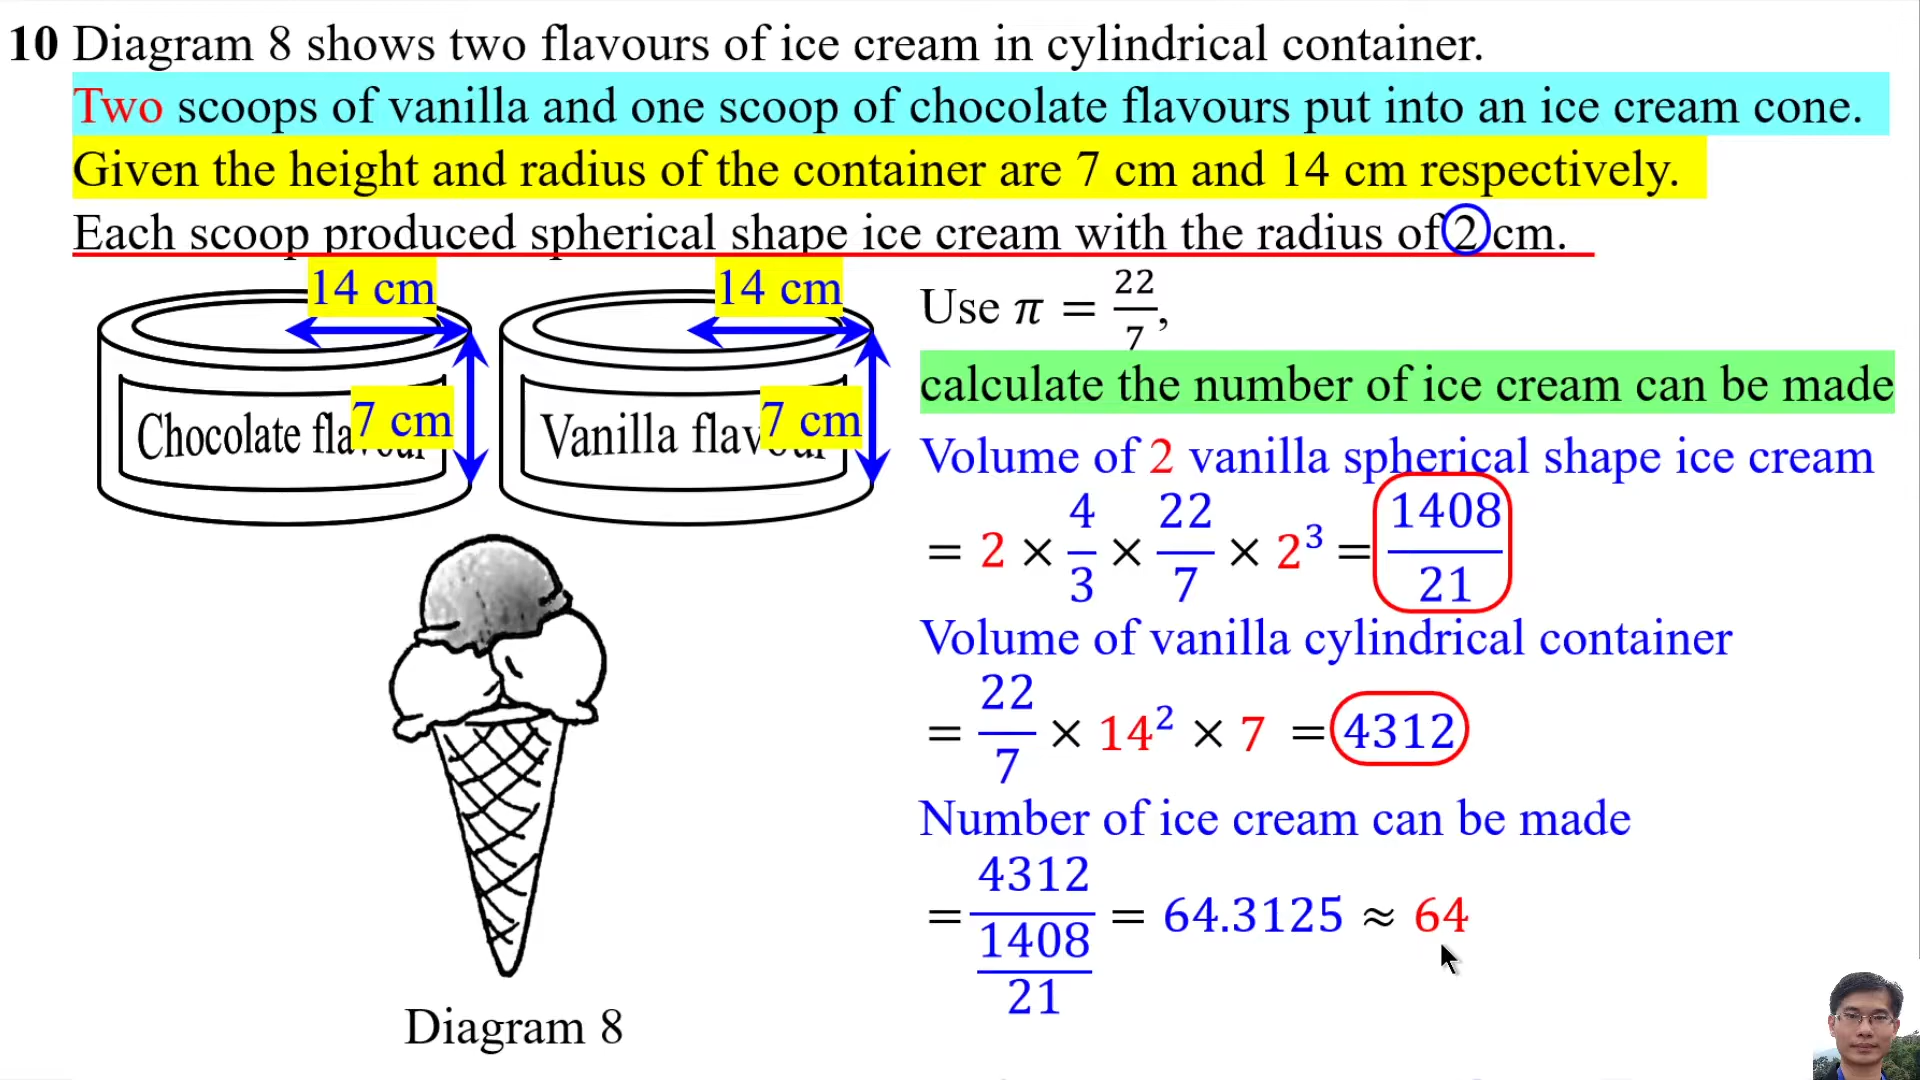 10 Diagram 8 shows two flavours of ice cream in cylindrical container.
Two scoops of vanilla and one scoop of chocolate flavours put into an ice cream cone.
Given the height and radius of the container are 7 cm and 14 cm respectively.
Each scoop produced spherical shape ice cream with the radius of 2 cm.
14 cm
14 cm
Chocolate flavour
7 cm
Vanilla flavour
7 cm
Diagram 8
Use π = 22/7,
calculate the number of ice cream can be made
Volume of 2 vanilla spherical shape ice cream
= 2 × 4/3 × 22/7 × 2³ = 1408/21
Volume of vanilla cylindrical container
= 22/7 × 14² × 7 = 4312
Number of ice cream can be made
= 4312/(1408/21) = 64.3125 ≈ 64